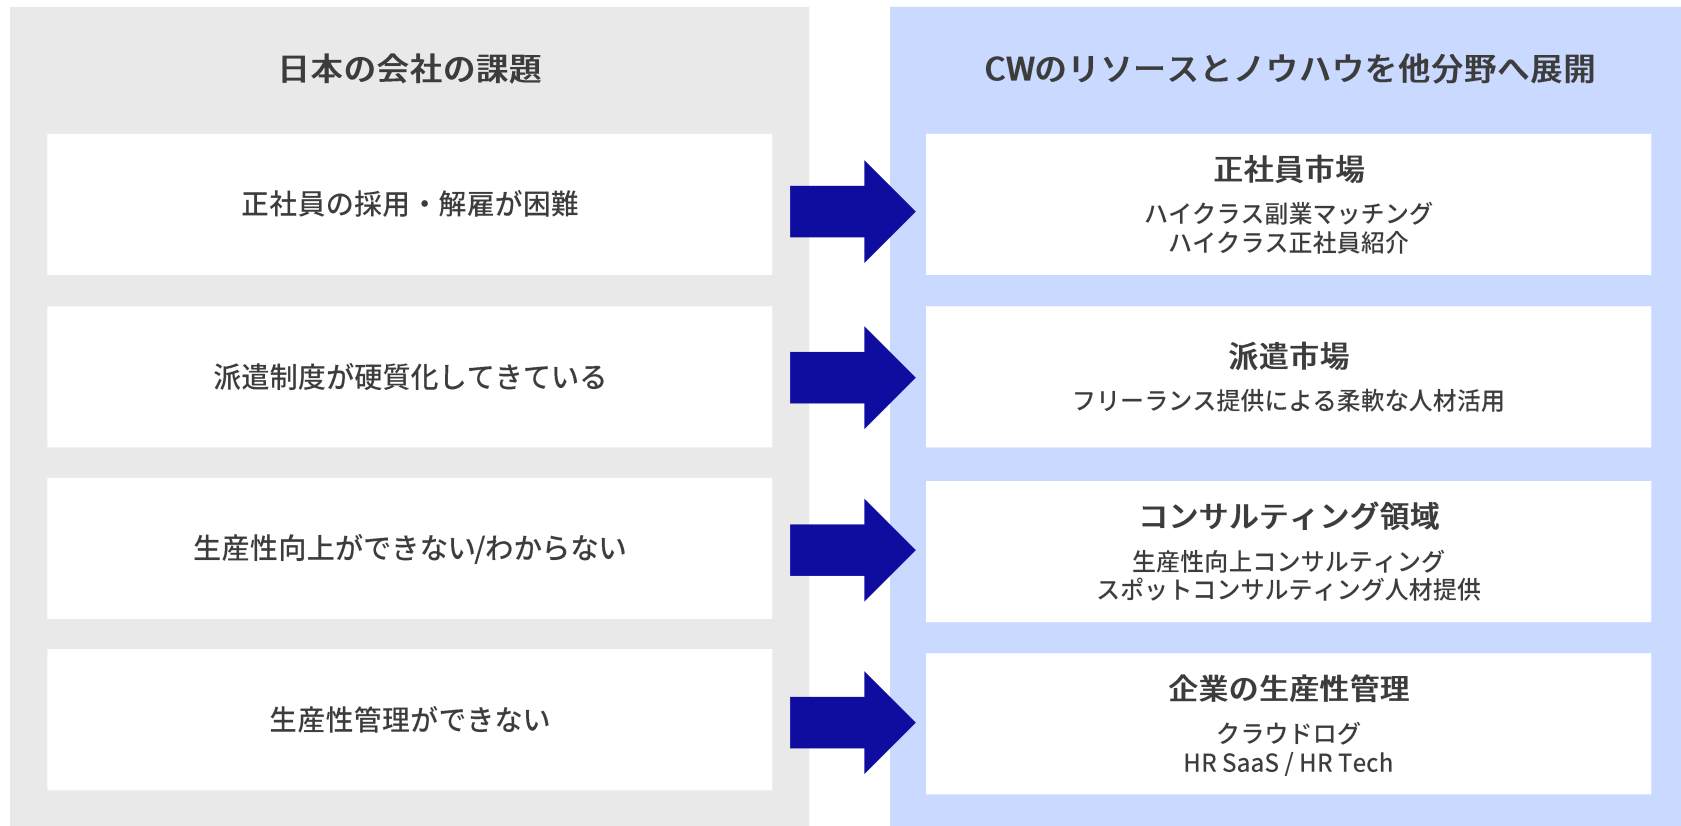 日本の会社の課題
正社員の採用・解雇が困難
派遣制度が硬質化してきている
生産性向上ができない/わからない
生産性管理ができない
CWのリソースとノウハウを他分野へ展開
正社員市場
ハイクラス副業マッチング
ハイクラス正社員紹介
派遣市場
フリーランス提供による柔軟な人材活用
コンサルティング領域
生産性向上コンサルティング
スポットコンサルティング人材提供
企業の生産性管理
クラウドログ
HR SaaS / HR Tech